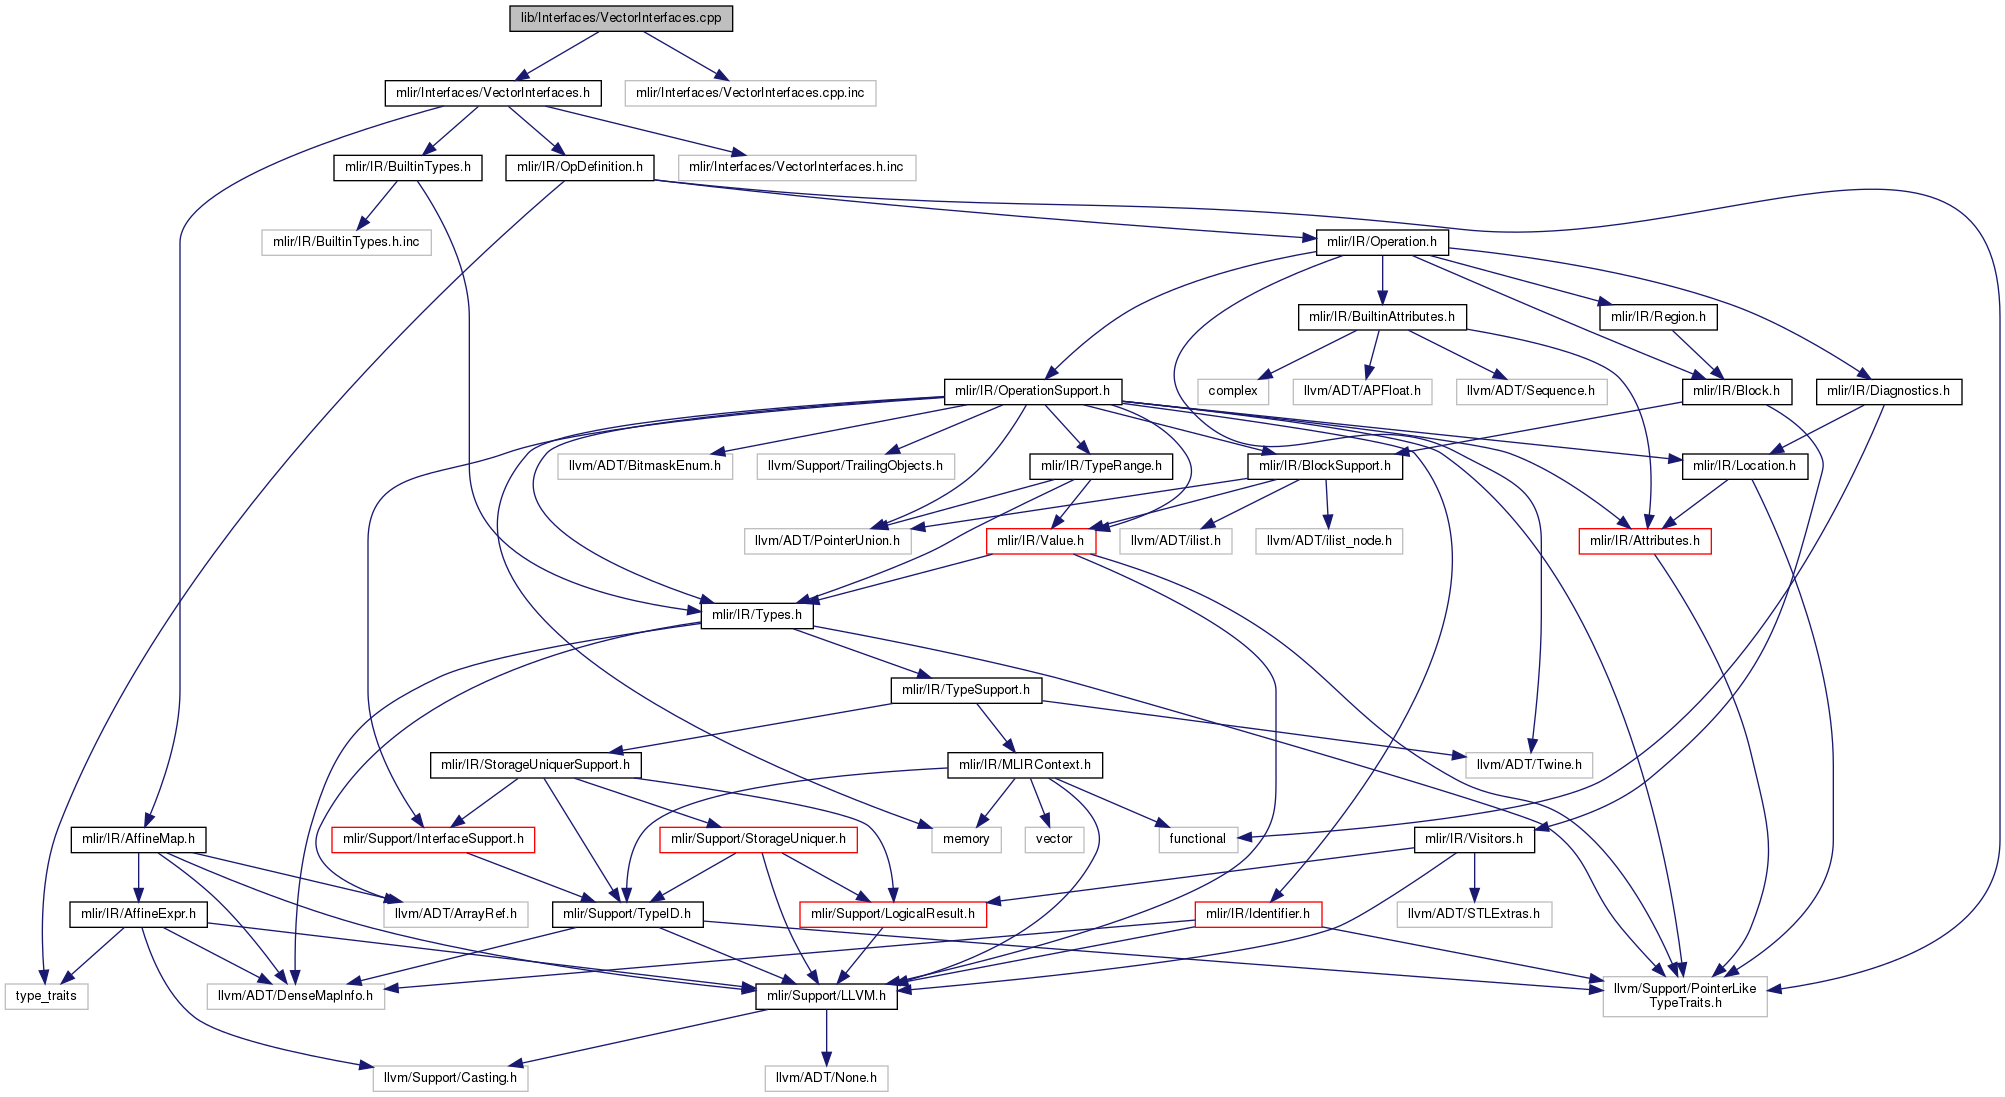 lib/Interfaces/VectorInterfaces.cpp
mlir/Interfaces/VectorInterfaces.h
mlir/Interfaces/VectorInterfaces.cpp.inc
mlir/IR/BuiltinTypes.h
mlir/IR/OpDefinition.h
mlir/Interfaces/VectorInterfaces.h.inc
mlir/IR/BuiltinTypes.h.inc
mlir/IR/Operation.h
mlir/IR/BuiltinAttributes.h
mlir/IR/Region.h
mlir/IR/OperationSupport.h
complex
llvm/ADT/APFloat.h
llvm/ADT/Sequence.h
mlir/IR/Block.h
mlir/IR/Diagnostics.h
llvm/ADT/BitmaskEnum.h
llvm/Support/TrailingObjects.h
mlir/IR/TypeRange.h
mlir/IR/BlockSupport.h
mlir/IR/Location.h
llvm/ADT/PointerUnion.h
mlir/IR/Value.h
llvm/ADT/ilist.h
llvm/ADT/ilist_node.h
mlir/IR/Attributes.h
mlir/IR/Types.h
mlir/IR/TypeSupport.h
mlir/IR/StorageUniquerSupport.h
mlir/IR/MLIRContext.h
llvm/ADT/Twine.h
mlir/IR/AffineMap.h
mlir/Support/InterfaceSupport.h
mlir/Support/StorageUniquer.h
memory
vector
functional
mlir/IR/Visitors.h
mlir/IR/AffineExpr.h
llvm/ADT/ArrayRef.h
mlir/Support/TypeID.h
mlir/Support/LogicalResult.h
mlir/IR/Identifier.h
llvm/ADT/STLExtras.h
type_traits
llvm/ADT/DenseMapInfo.h
mlir/Support/LLVM.h
llvm/Support/PointerLike
TypeTraits.h
llvm/Support/Casting.h
llvm/ADT/None.h